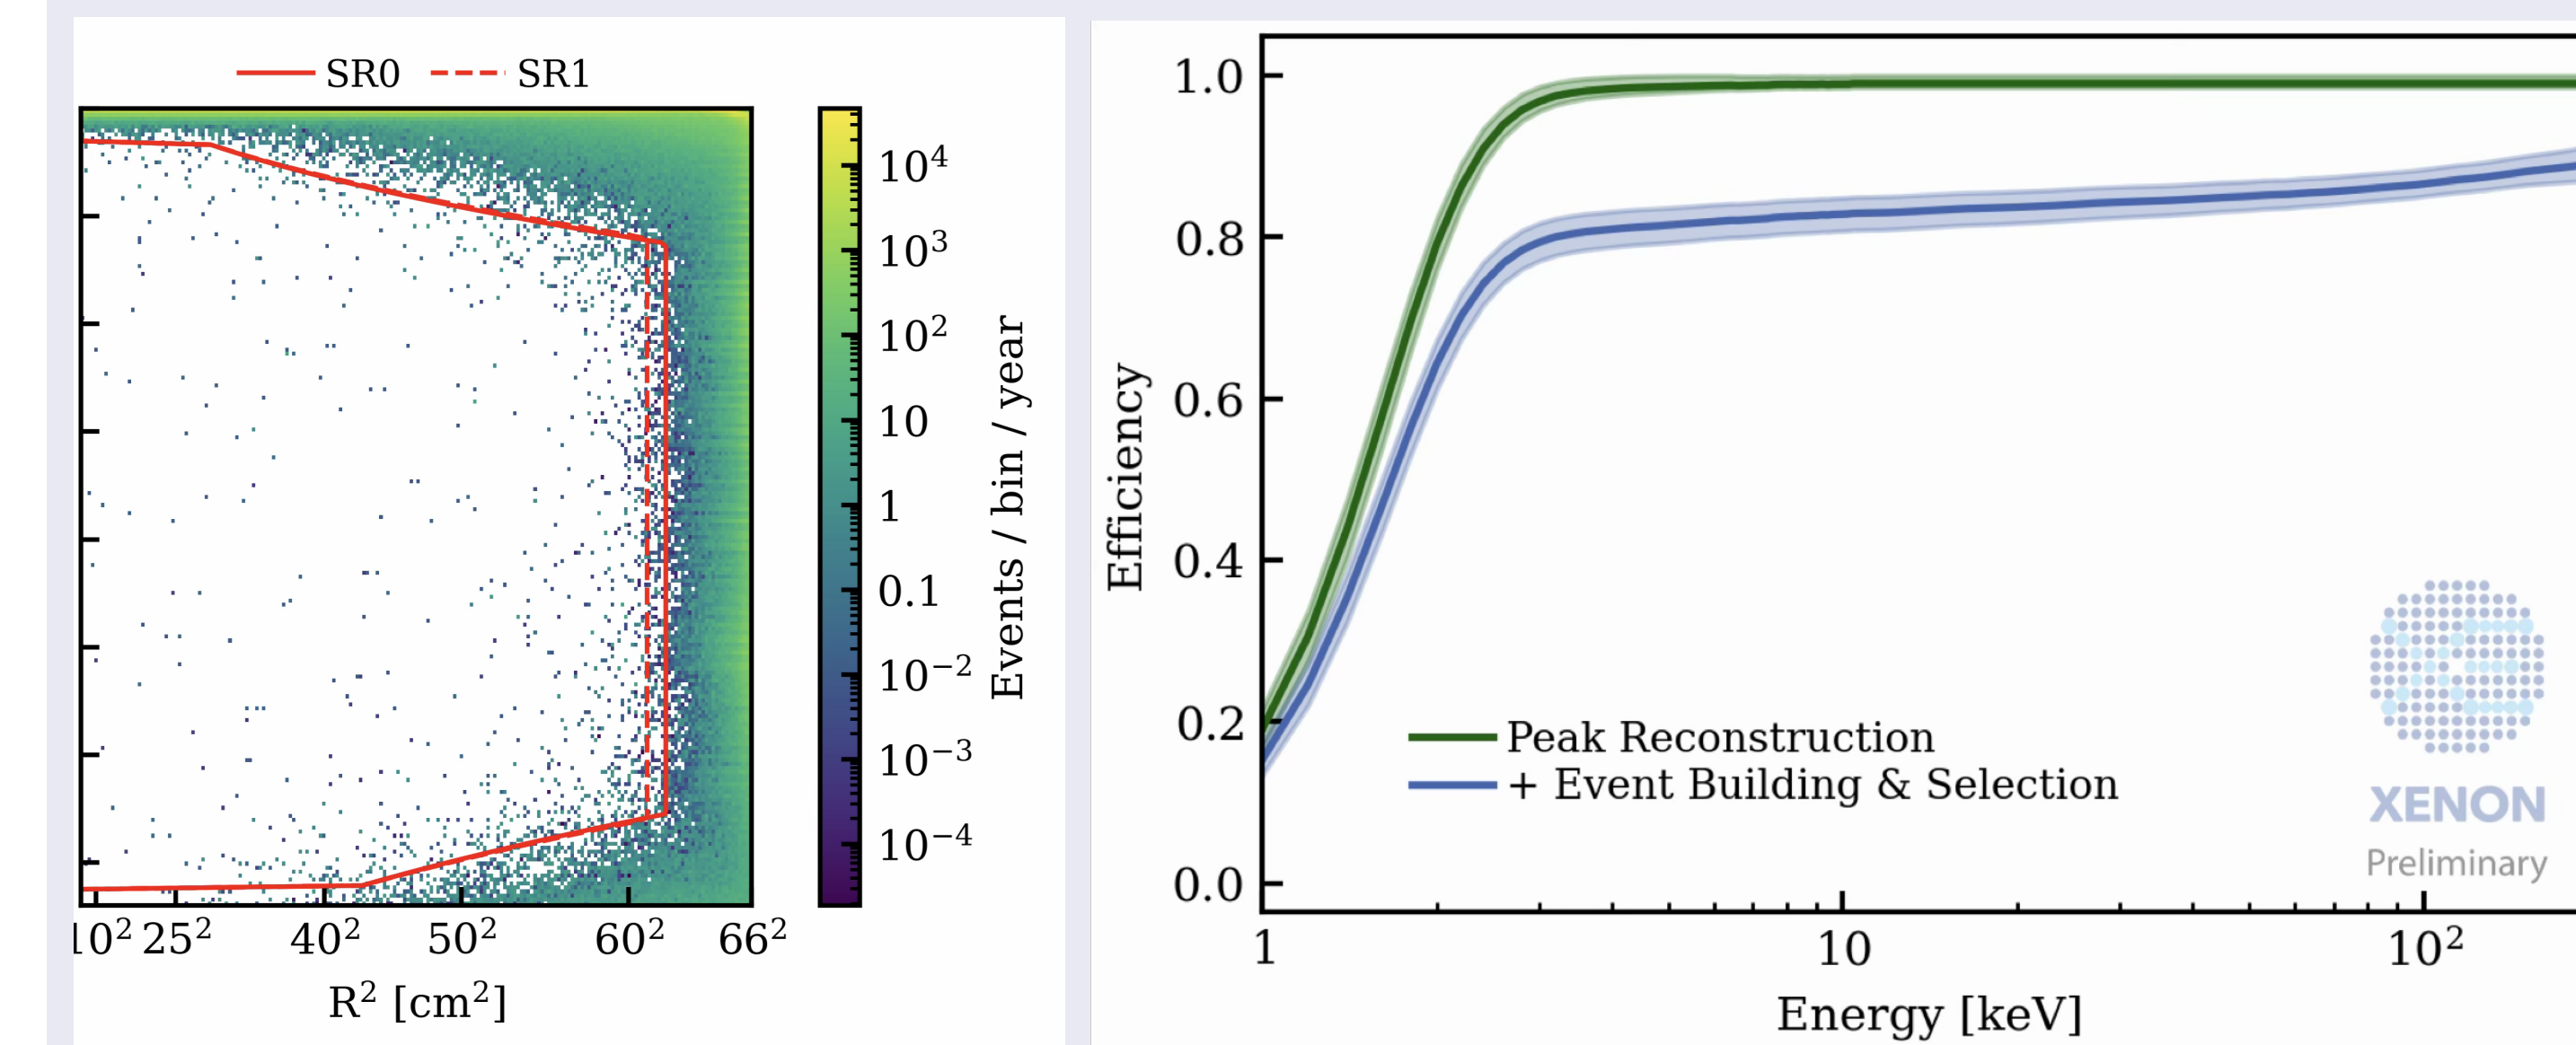 SR0 SR1
10⁴
10³
10²
10
1
0.1
10⁻²
10⁻³
10⁻⁴
Events / bin / year
10² 25² 40² 50² 60² 66²
R² [cm²]
1.0
0.8
0.6
0.4
0.2
0.0
Efficiency
Peak Reconstruction
+ Event Building & Selection
XENON
Preliminary
1 10 10²
Energy [keV]